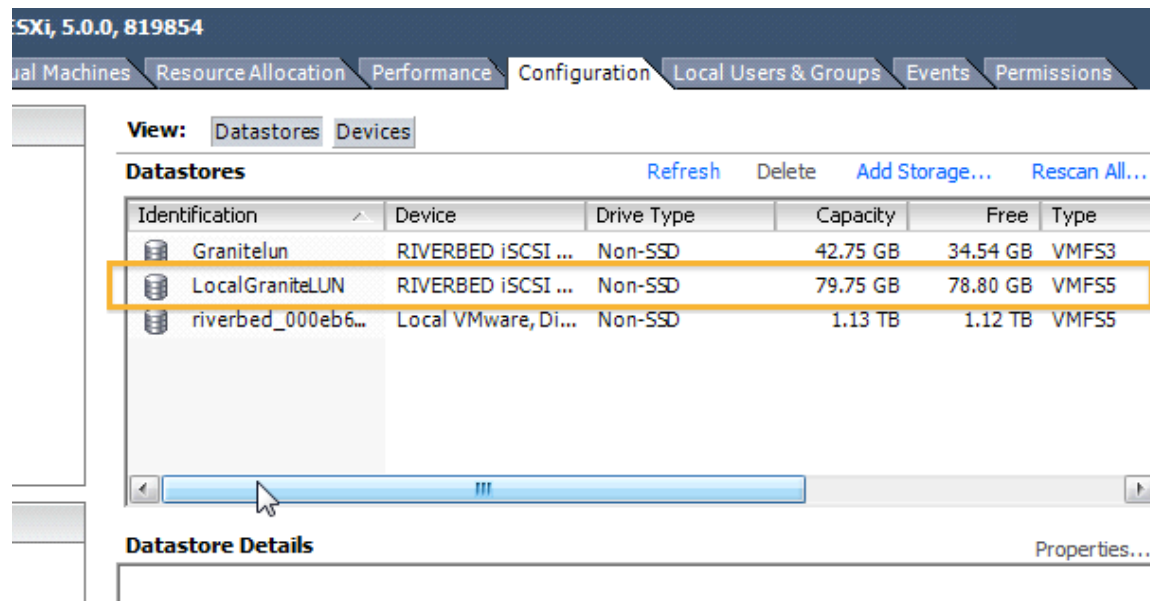 ESXi, 5.0.0, 819854
ual Machines Resource Allocation Performance Configuration Local Users & Groups Events Permissions
View: Datastores Devices
Datastores Refresh Delete Add Storage... Rescan All...
Identification Device Drive Type Capacity Free Type
Granitelun RIVERBED iSCSI ... Non-SSD 42.75 GB 34.54 GB VMFS3
LocalGraniteLUN RIVERBED iSCSI ... Non-SSD 79.75 GB 78.80 GB VMFS5
riverbed_000eb6... Local VMware, Di... Non-SSD 1.13 TB 1.12 TB VMFS5
Datastore Details Properties...